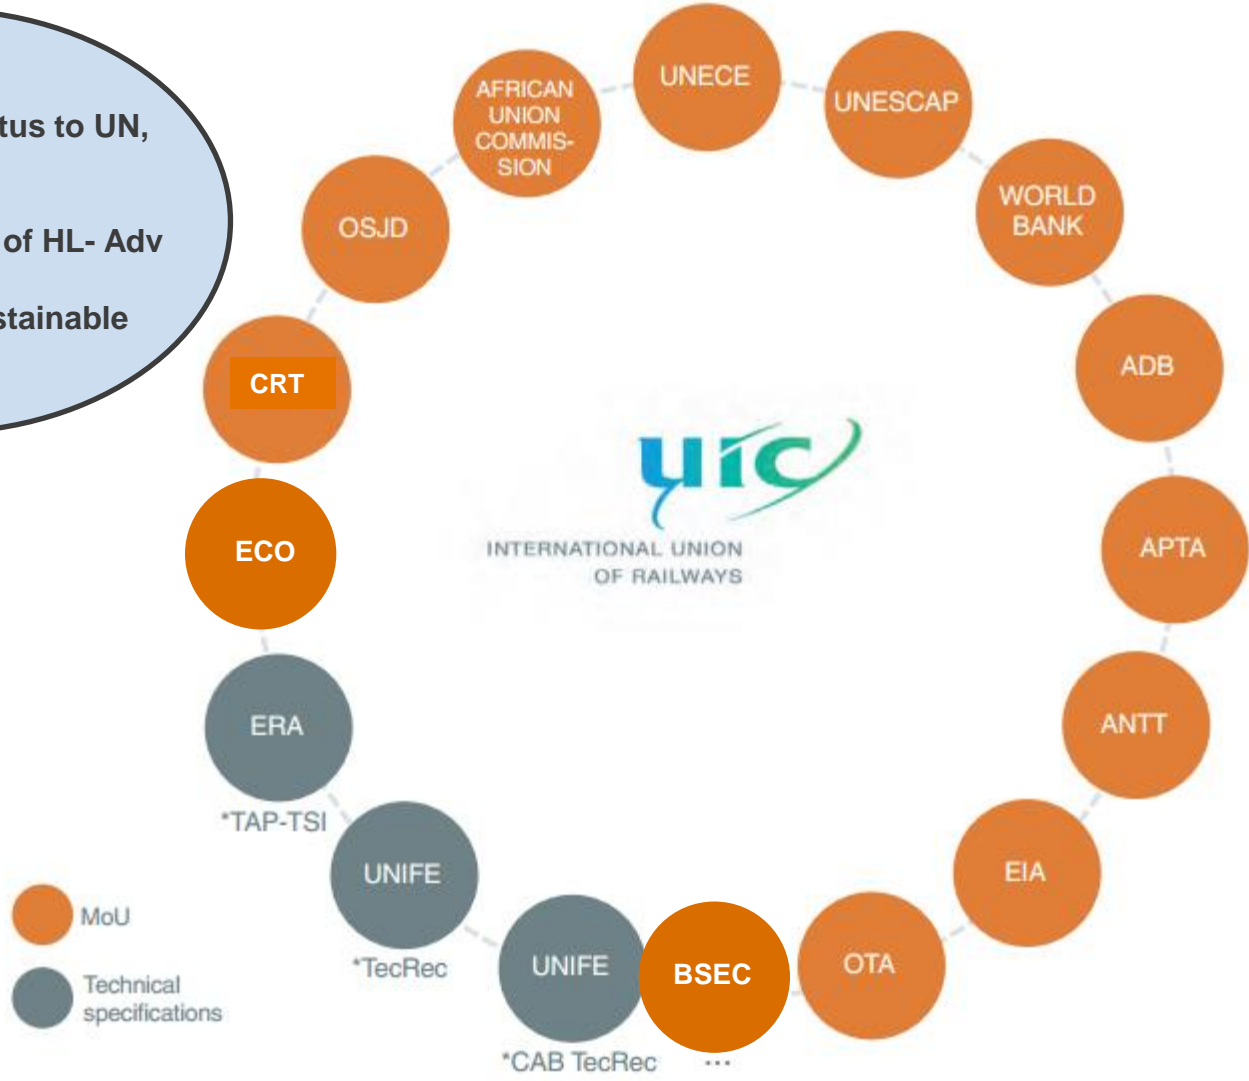 tus to UN,
of HL- Adv
stainable
UNECE
UNESCAP
AFRICAN
UNION
COMMIS-
SION
WORLD
BANK
OSJD
ADB
CRT
uic
INTERNATIONAL UNION
OF RAILWAYS
APTA
ECO
ERA
*TAP-TSI
ANTT
UNIFE
*TecRec
EIA
UNIFE
*CAB TecRec
BSEC
...
OTA
MoU
Technical
specifications